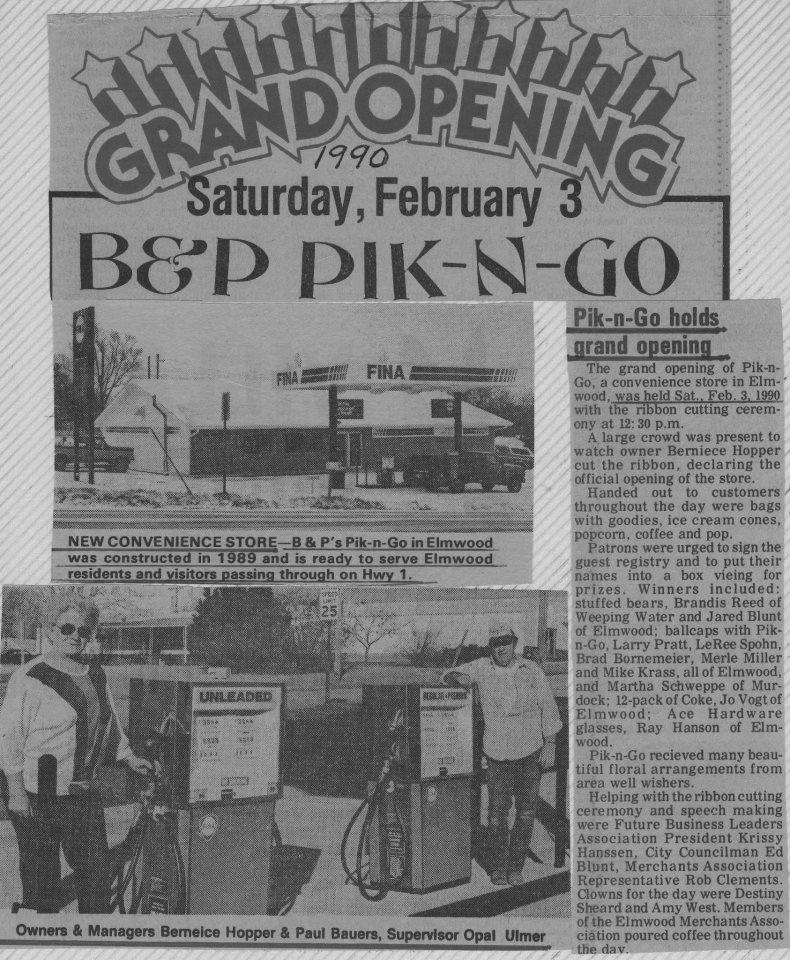 GRAND OPENING
1990
Saturday, February 3
B&P PIK-N-GO
FINA
FINA
NEW CONVENIENCE STORE—B & P's Pik-n-Go in Elmwood
was constructed in 1989 and is ready to serve Elmwood
residents and visitors passing through on Hwy 1.
SPEED
LIMIT
25
UNLEADED
REGULAR
Owners & Managers Berneice Hopper & Paul Bauers, Supervisor Opal Ulmer
Pik-n-Go holds
grand opening
The grand opening of Pik-n-
Go, a convenience store in Elm-
wood, was held Sat., Feb. 3, 1990
with the ribbon cutting cerem-
ony at 12:30 p.m.
A large crowd was present to
watch owner Berniece Hopper
cut the ribbon, declaring the
official opening of the store.
Handed out to customers
throughout the day were bags
with goodies, ice cream cones,
popcorn, coffee and pop.
Patrons were urged to sign the
guest registry and to put their
names into a box vieing for
prizes. Winners included:
stuffed bears, Brandis Reed of
Weeping Water and Jared Blunt
of Elmwood; ballcaps with Pik-
n-Go, Larry Pratt, LeRee Spohn,
Brad Bornemeier, Merle Miller
and Mike Krass, all of Elmwood,
and Martha Schweppe of Mur-
dock; 12-pack of Coke, Jo Vogt of
Elmwood; Ace Hardware
glasses, Ray Hanson of Elm-
wood.
Pik-n-Go recieved many beau-
tiful floral arrangements from
area well wishers.
Helping with the ribbon cutting
ceremony and speech making
were Future Business Leaders
Association President Krissy
Hanssen, City Councilman Ed
Blunt, Merchants Association
Representative Rob Clements.
Clowns for the day were Destiny
Sheard and Amy West. Members
of the Elmwood Merchants Asso-
ciation poured coffee throughout
the day.